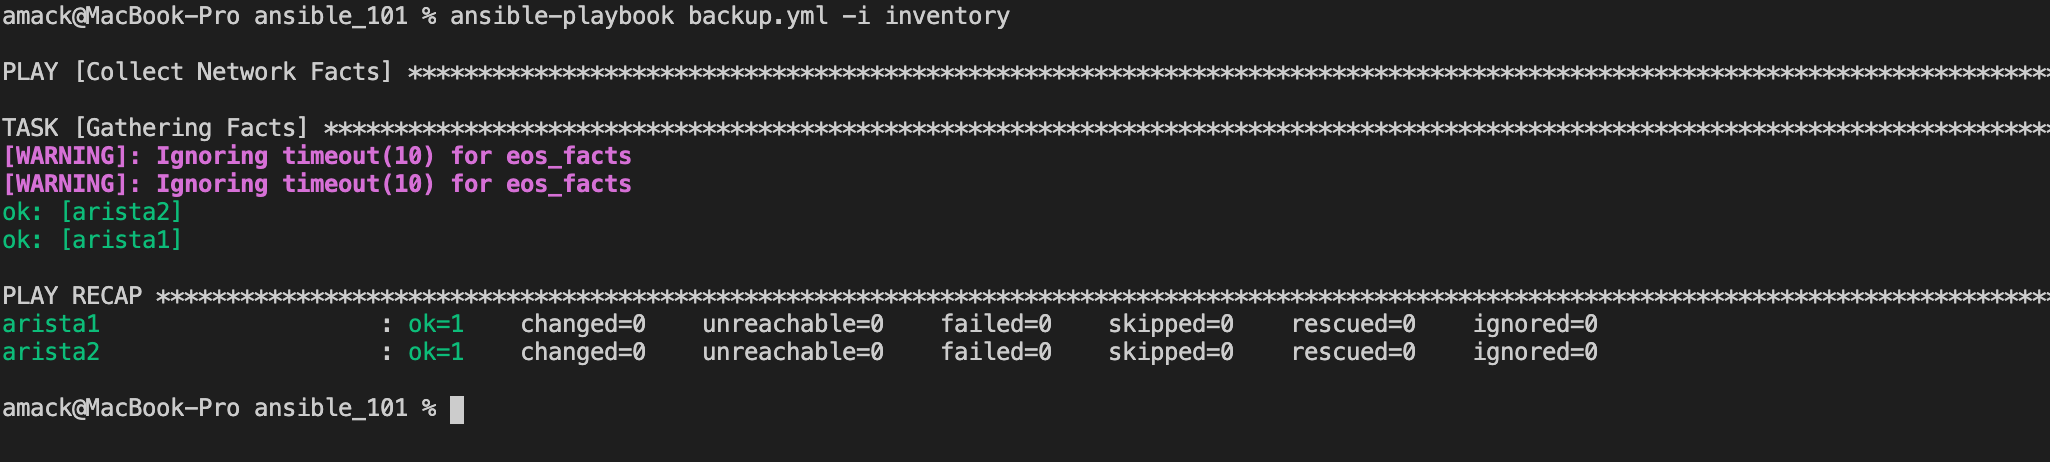 amack@MacBook-Pro ansible_101 % ansible-playbook backup.yml -i inventory
PLAY [Collect Network Facts] *********************************************************************************************************************
TASK [Gathering Facts] ***************************************************************************************************************************
[WARNING]: Ignoring timeout(10) for eos_facts
[WARNING]: Ignoring timeout(10) for eos_facts
ok: [arista2]
ok: [arista1]
PLAY RECAP ***************************************************************************************************************************************
arista1                    : ok=1    changed=0    unreachable=0    failed=0    skipped=0    rescued=0    ignored=0
arista2                    : ok=1    changed=0    unreachable=0    failed=0    skipped=0    rescued=0    ignored=0
amack@MacBook-Pro ansible_101 %